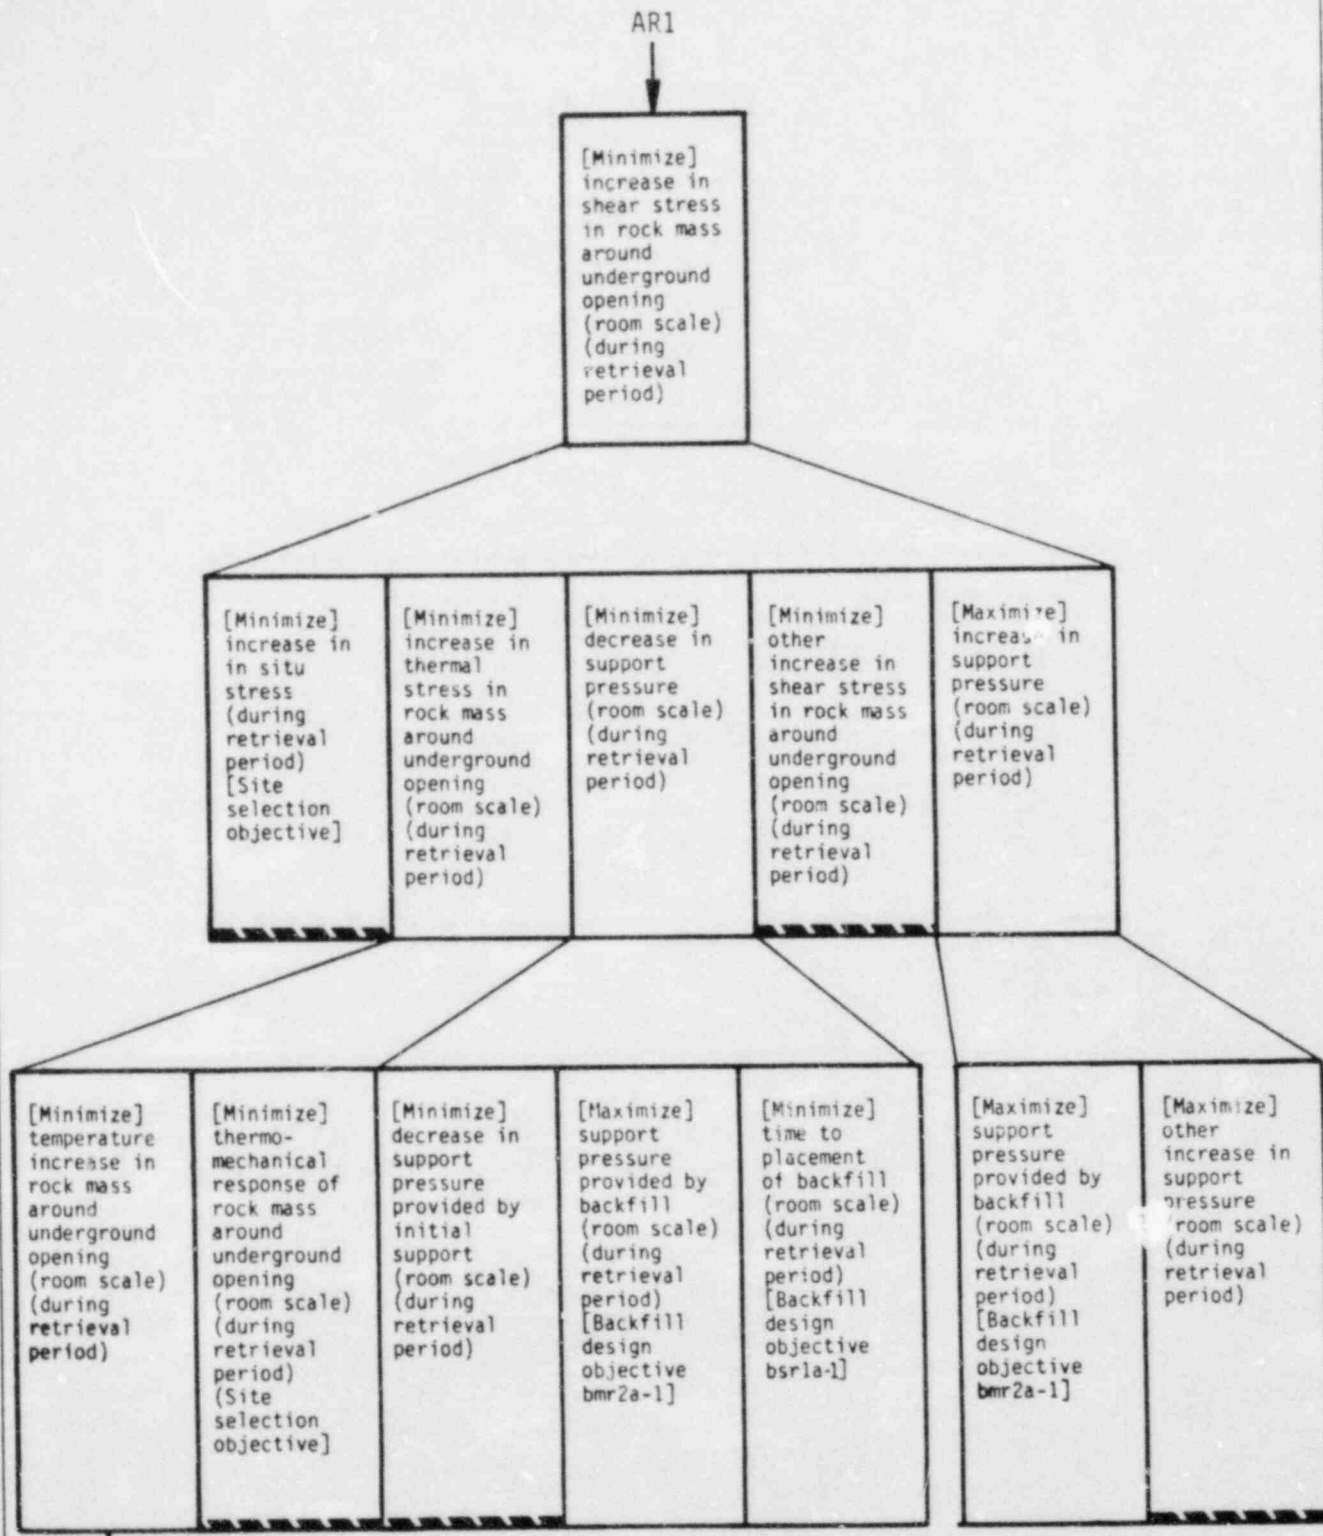 AR1
[Minimize]
increase in
shear stress
in rock mass
around
underground
opening
(room scale)
(during
retrieval
period)
[Minimize]
increase in
in situ
stress
(during
retrieval
period)
[Site
selection
objective]
[Minimize]
increase in
thermal
stress in
rock mass
around
underground
opening
(room scale)
(during
retrieval
period)
[Minimize]
decrease in
support
pressure
(room scale)
(during
retrieval
period)
[Minimize]
other
increase in
shear stress
in rock mass
around
underground
opening
(room scale)
(during
retrieval
period)
[Maximize]
increase in
support
pressure
(room scale)
(during
retrieval
period)
[Minimize]
temperature
increase in
rock mass
around
underground
opening
(room scale)
(during
retrieval
period)
[Minimize]
thermo-
mechanical
response of
rock mass
around
underground
opening
(room scale)
(during
retrieval
period)
(Site
selection
objective]
[Minimize]
decrease in
support
pressure
provided by
initial
support
(room scale)
(during
retrieval
period)
[Maximize]
support
pressure
provided by
backfill
(room scale)
(during
retrieval
period)
[Backfill
design
objective
bmr2a-1]
[Minimize]
time to
placement
of backfill
(room scale)
(during
retrieval
period)
[Backfill
design
objective
bsr1a-1]
[Maximize]
support
pressure
provided by
backfill
(room scale)
(during
retrieval
period)
[Backfill
design
objective
bmr2a-1]
[Maximize]
other
increase in
support
pressure
(room scale)
(during
retrieval
period)